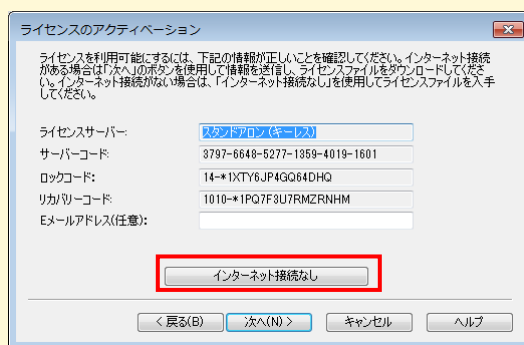 ライセンスのアクティベーション
ライセンスを利用可能にするには、下記の情報が正しいことを確認してください。インターネット接続
がある場合は「次へ」のボタンを使用して情報を送信し、ライセンスファイルをダウンロードしてくださ
い。インターネット接続がない場合は、「インターネット接続なし」を使用してライセンスファイルを入手
してください。
ライセンスサーバー: スタンドアロン (キーレス)
サーバーコード: 3797-6648-5277-1359-4019-1601
ロックコード: 14-*1XTY6JP4GQ64DHQ
リカバリーコード: 1010-*1PQ7F3U7RMZRNHM
Eメールアドレス(任意):
インターネット接続なし
< 戻る(B) 次へ(N) > キャンセル ヘルプ